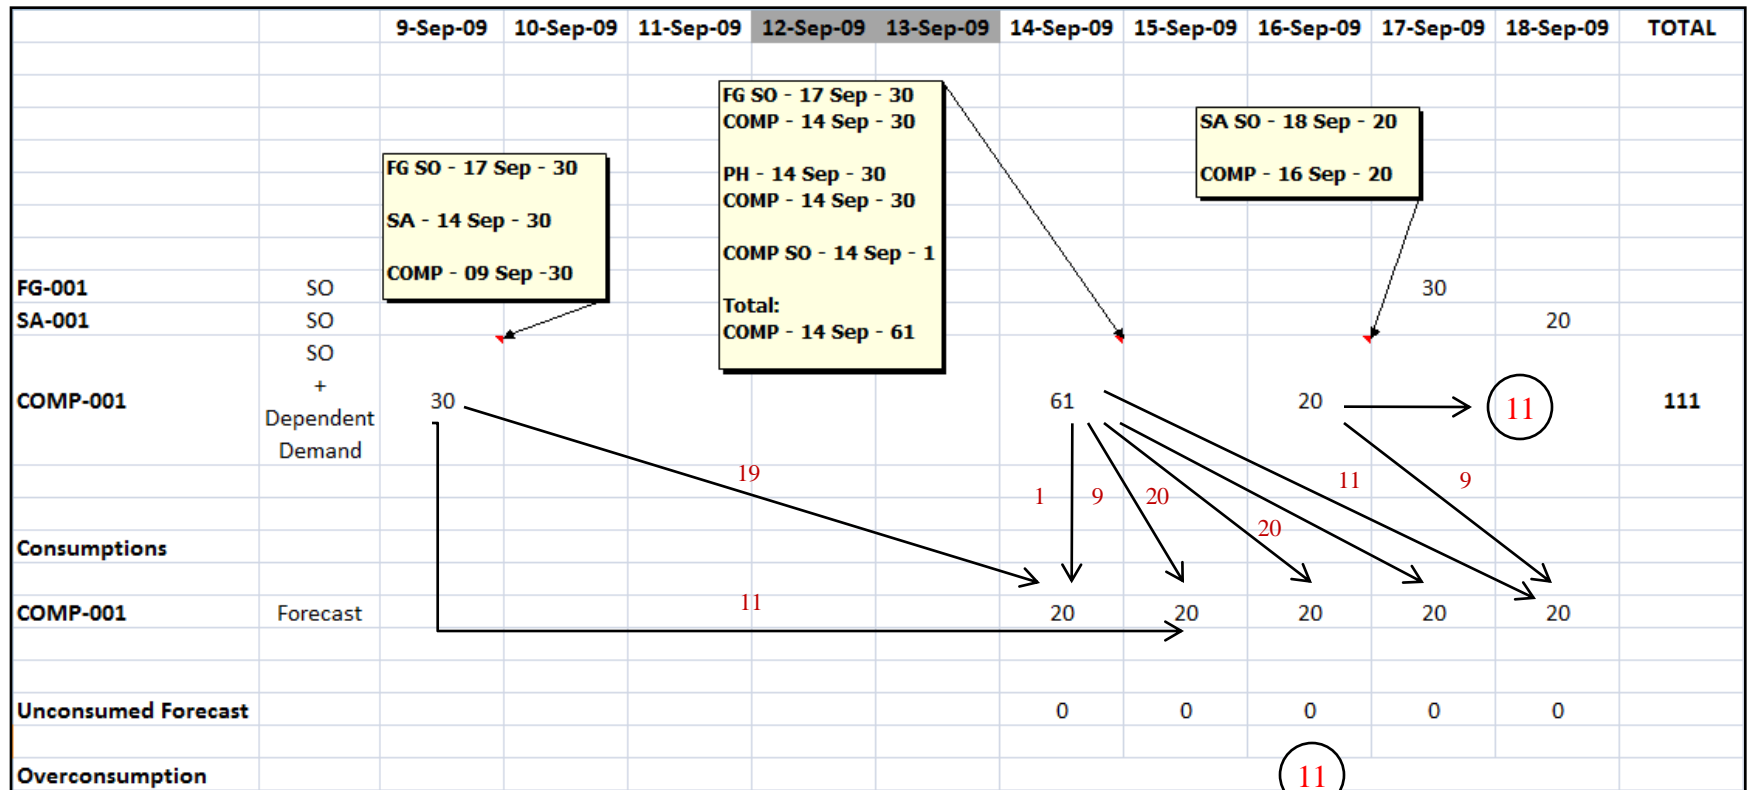 9-Sep-09 10-Sep-09 11-Sep-09 12-Sep-09 13-Sep-09 14-Sep-09 15-Sep-09 16-Sep-09 17-Sep-09 18-Sep-09 TOTAL
FG SO - 17 Sep - 30
SA - 14 Sep - 30
COMP - 09 Sep -30
FG SO - 17 Sep - 30
COMP - 14 Sep - 30
PH - 14 Sep - 30
COMP - 14 Sep - 30
COMP SO - 14 Sep - 1
Total:
COMP - 14 Sep - 61
SA SO - 18 Sep - 20
COMP - 16 Sep - 20
FG-001 SO 30
SA-001 SO 20
SO
+
COMP-001 30 61 20 11 111
Dependent
Demand
19 1 9 20 11 9
20
Consumptions
11
COMP-001 Forecast 20 20 20 20 20
Unconsumed Forecast 0 0 0 0 0
Overconsumption 11